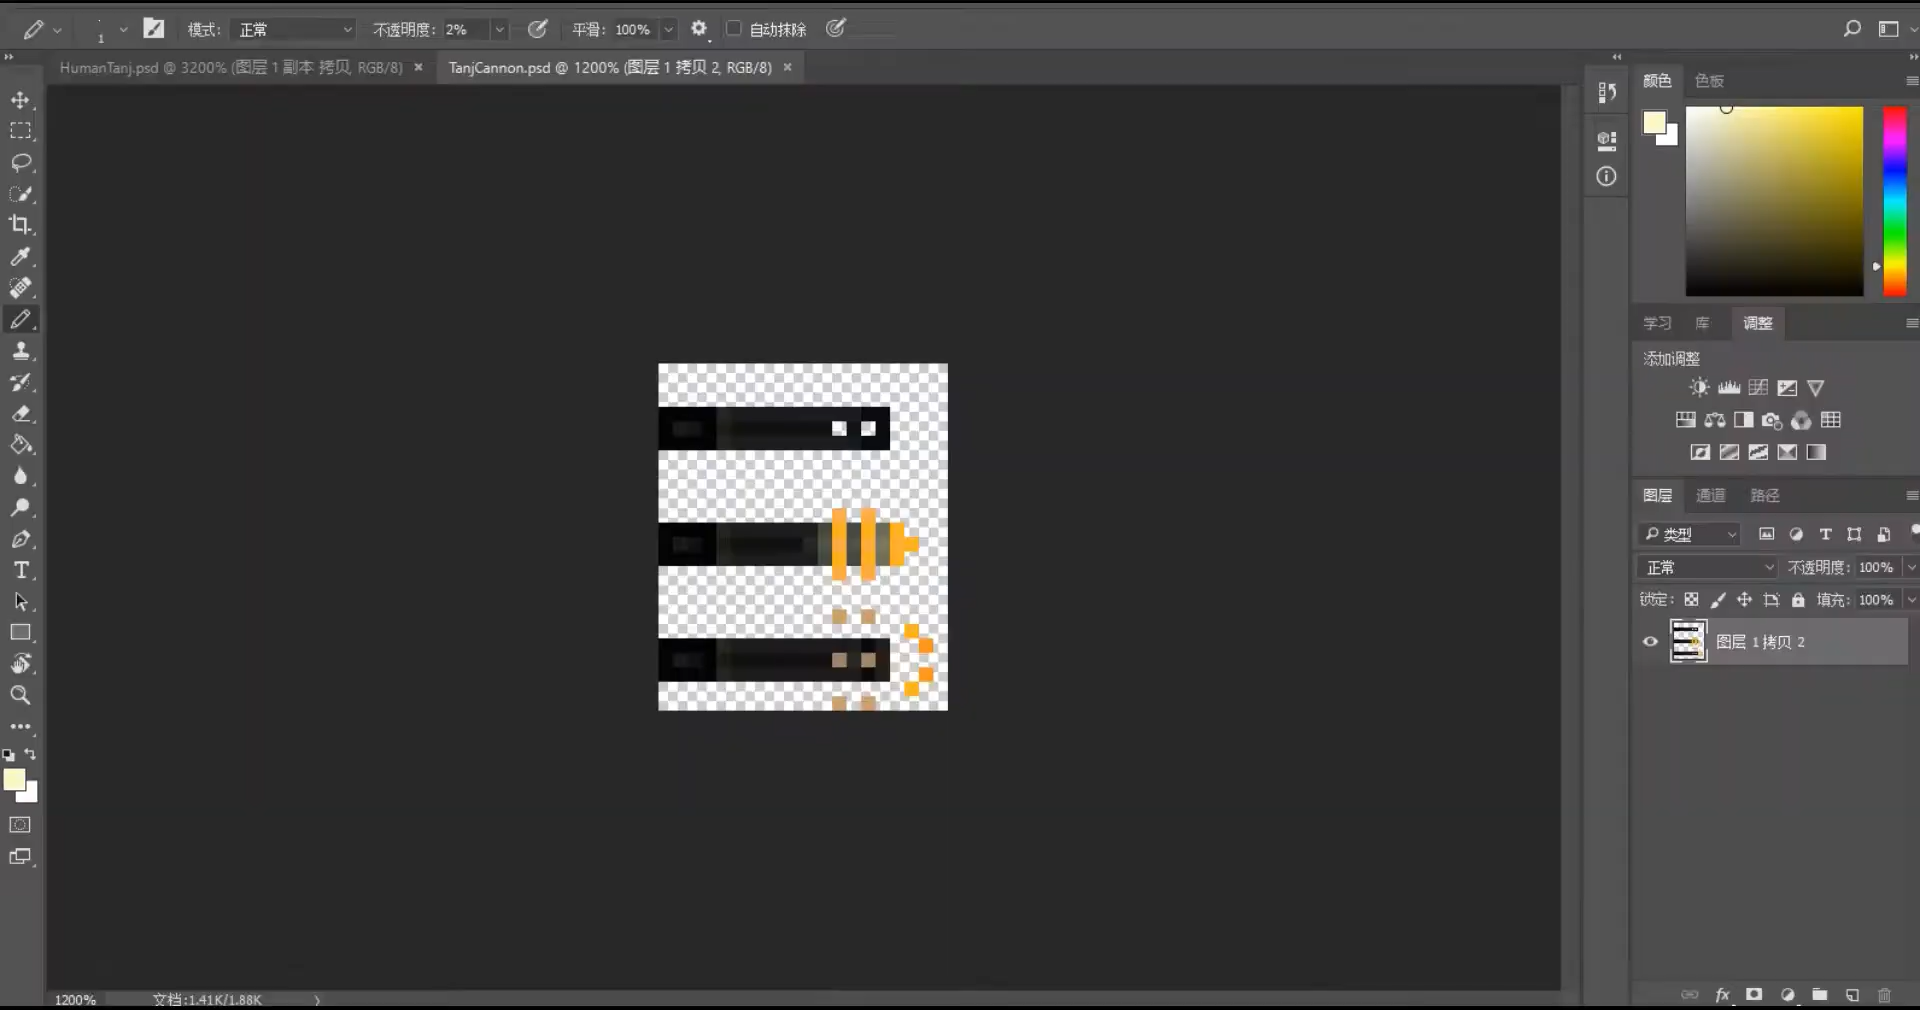 1 模式: 正常 不透明度: 2% 平滑: 100% 自动抹除
HumanTanj.psd @ 3200% (图层 1 副本 拷贝, RGB/8) × TanjCannon.psd @ 1200% (图层 1 拷贝 2, RGB/8) ×
颜色 色板
学习 库 调整
添加调整
图层 通道 路径
类型
正常 不透明度: 100%
锁定: 填充: 100%
图层 1 拷贝 2
fx
1200% 文档:1.41K/1.88K